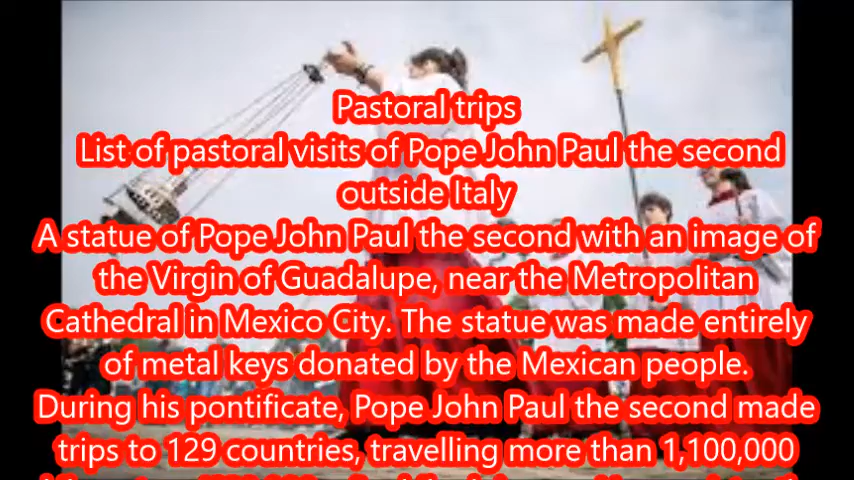 Pastoral trips
List of pastoral visits of Pope John Paul the second
outside Italy
A statue of Pope John Paul the second with an image of
the Virgin of Guadalupe, near the Metropolitan
Cathedral in Mexico City. The statue was made entirely
of metal keys donated by the Mexican people.
During his pontificate, Pope John Paul the second made
trips to 129 countries, travelling more than 1,100,000